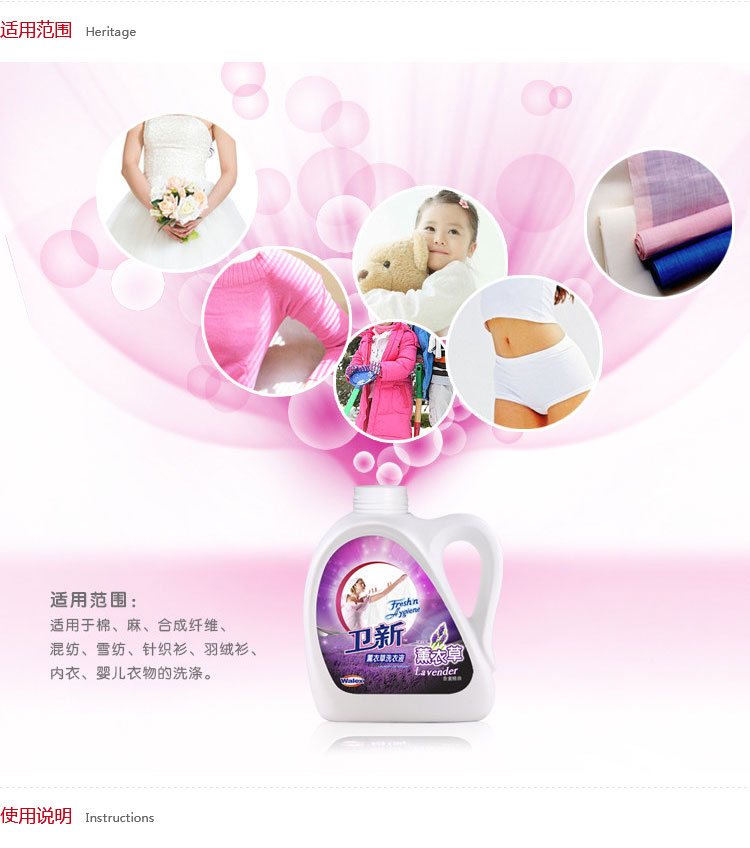 适用范围 Heritage
适用范围：
适用于棉、麻、合成纤维、
混纺、雪纺、针织衫、羽绒衫、
内衣、婴儿衣物的洗涤。
Fresh'n
Hygiene
卫新
薰衣草洗衣液
薰衣草
Lavender
Walex
使用说明 Instructions